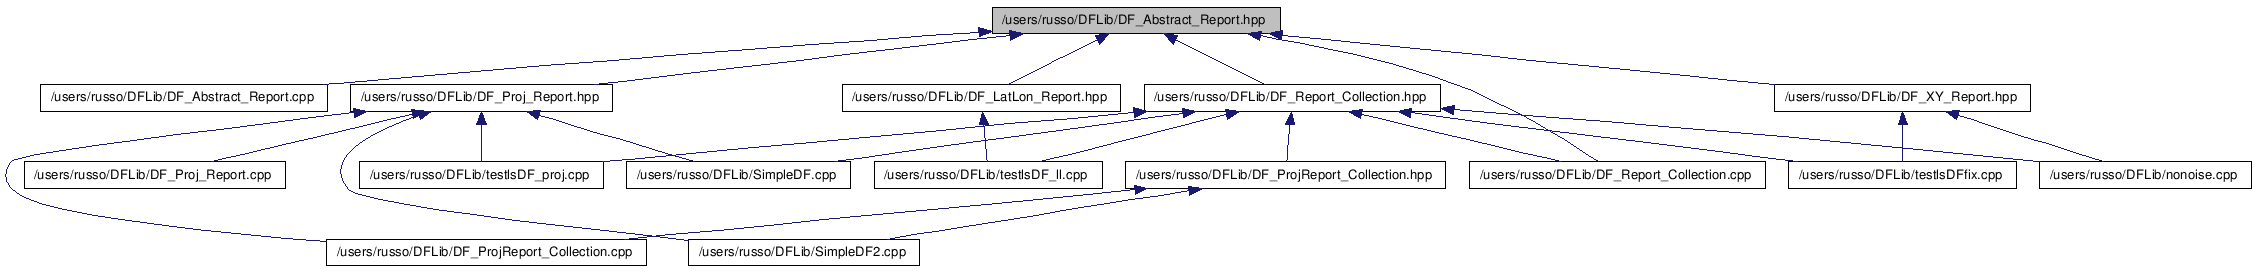 /users/russo/DFLib/DF_Abstract_Report.hpp
/users/russo/DFLib/DF_Abstract_Report.cpp
/users/russo/DFLib/DF_Proj_Report.hpp
/users/russo/DFLib/DF_LatLon_Report.hpp
/users/russo/DFLib/DF_Report_Collection.hpp
/users/russo/DFLib/DF_XY_Report.hpp
/users/russo/DFLib/DF_Proj_Report.cpp
/users/russo/DFLib/testlsDF_proj.cpp
/users/russo/DFLib/SimpleDF.cpp
/users/russo/DFLib/testlsDF_ll.cpp
/users/russo/DFLib/DF_ProjReport_Collection.hpp
/users/russo/DFLib/DF_Report_Collection.cpp
/users/russo/DFLib/testlsDFfix.cpp
/users/russo/DFLib/nonoise.cpp
/users/russo/DFLib/DF_ProjReport_Collection.cpp
/users/russo/DFLib/SimpleDF2.cpp